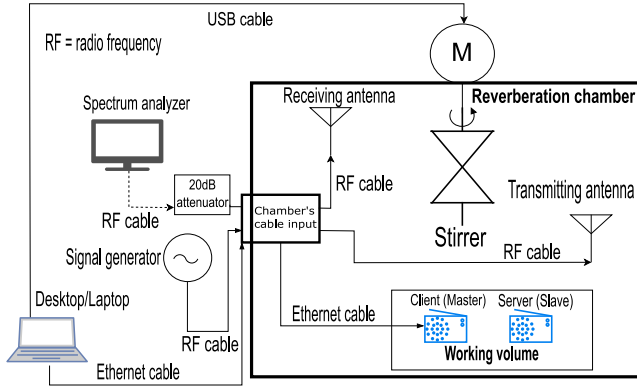 USB cable
RF = radio frequency
M
Spectrum analyzer
Receiving antenna
Reverberation chamber
20dB
attenuator
RF cable
RF cable
Transmitting antenna
Chamber's
cable input
Stirrer
Signal generator
RF cable
Desktop/Laptop
Ethernet cable
Client (Master)
Server (Slave)
RF cable
Working volume
Ethernet cable